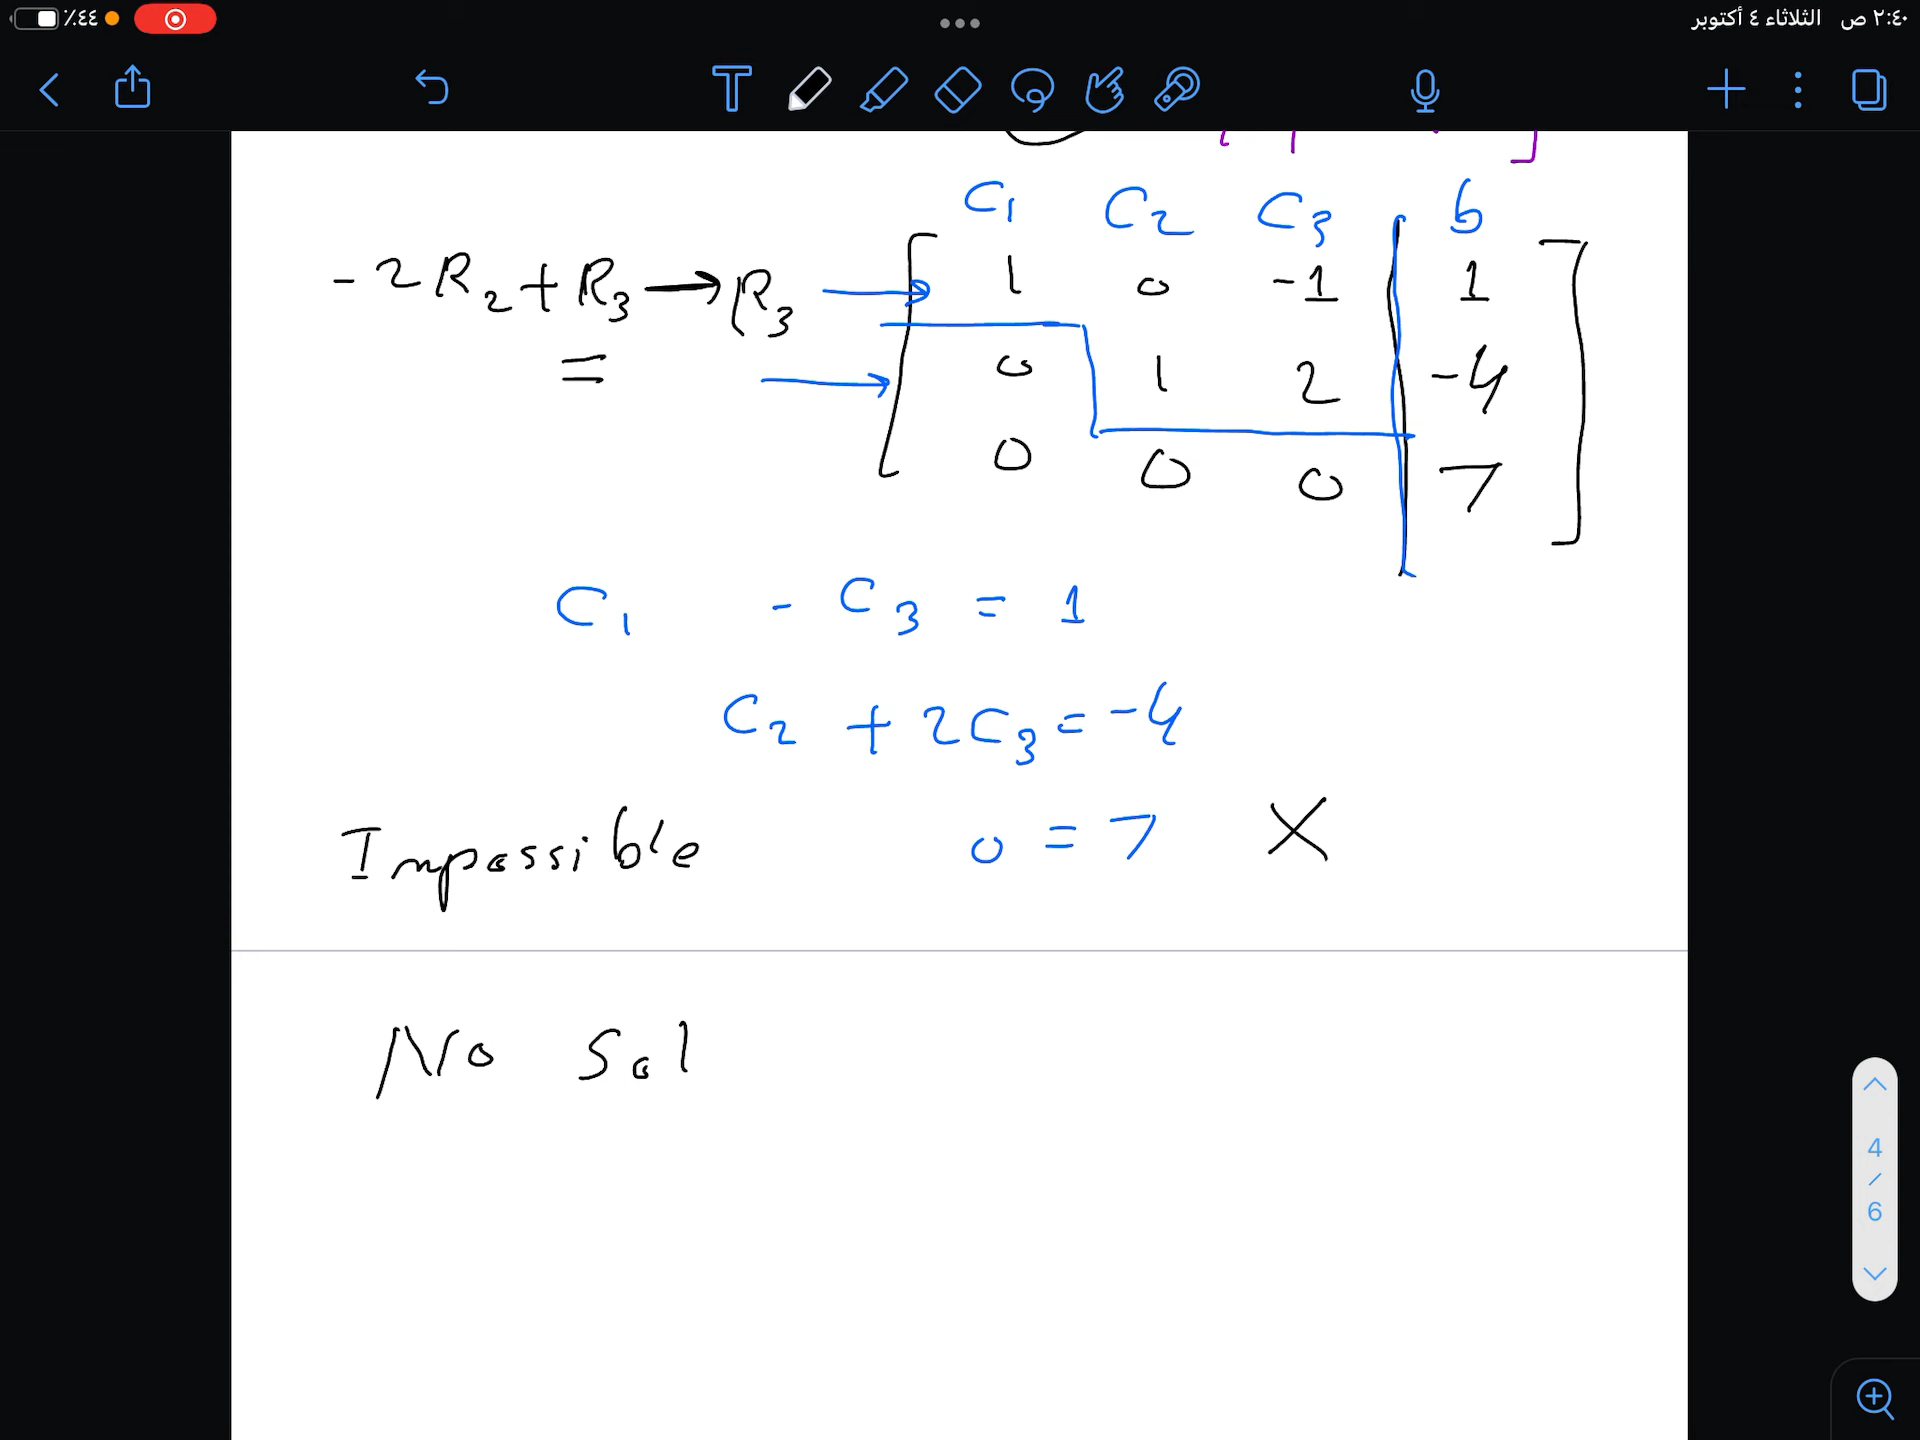 ٪٤٤
٢:٤٠ ص الثلاثاء ٤ أكتوبر
C1 C2 C3 b
-2R2+R3→R3
1 0 -1 1
=
0 1 2 -4
0 0 0 7
C1 - C3 = 1
C2 + 2C3 = -4
Impossible 0 = 7 X
No Sol
4
/
6